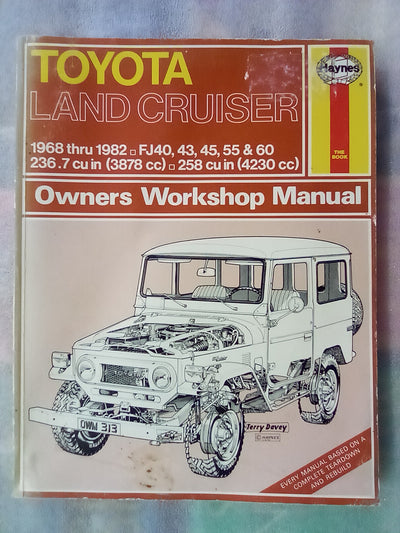 TOYOTA
LAND CRUISER
Haynes
1968 thru 1982 □ FJ40, 43, 45, 55 & 60
236.7 cu in (3878 cc) □ 258 cu in (4230 cc)
THE
BOOK
Owners Workshop Manual
OWW 313
Terry Davey
EVERY MANUAL BASED ON A
COMPLETE TEARDOWN
AND REBUILD